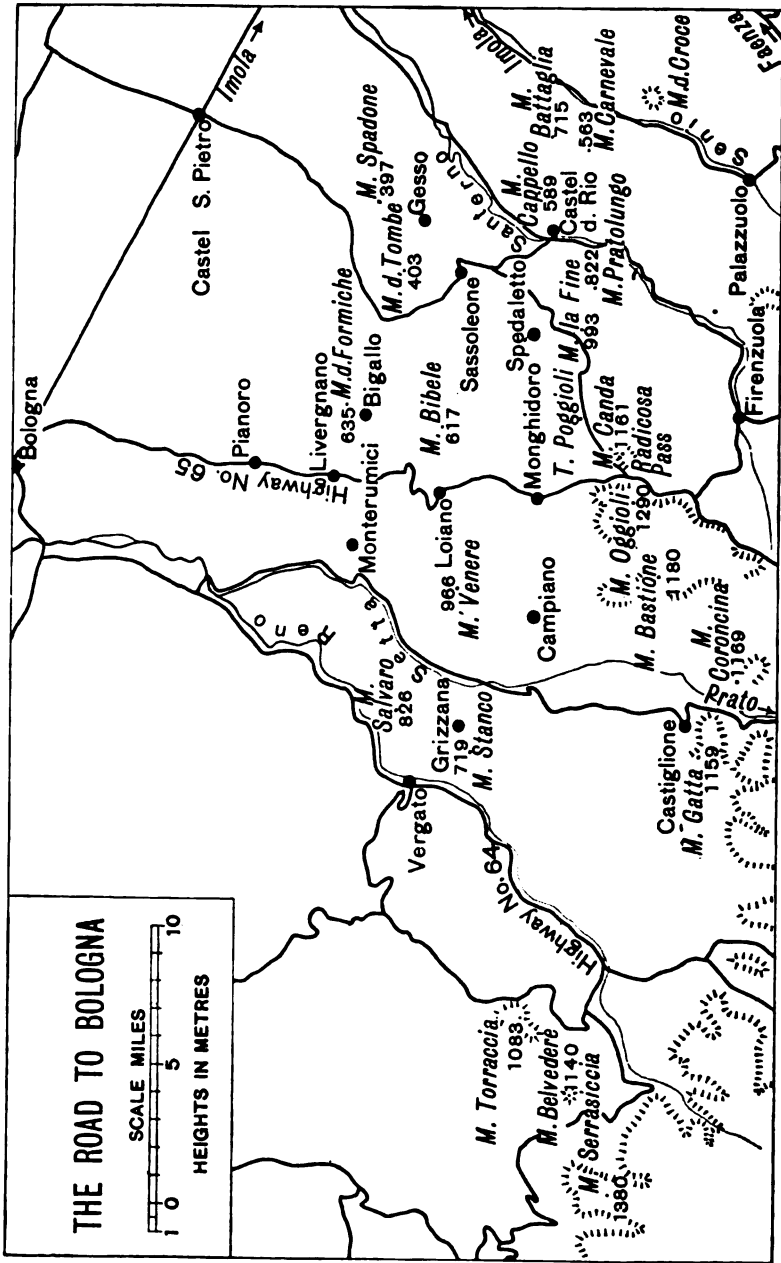 THE ROAD TO BOLOGNA
SCALE MILES
1 0 5 10
HEIGHTS IN METRES
Bologna
Imola →
Castel S. Pietro
Pianoro
Highway No. 65
Livergnano
635. M.d. Formiche
Bigallo
Monterumici
M. d. Tombe
403
M. Spadone
.397
Gesso
Santerno
Imola →
Reno
Setta
M.
Salvaro
826
Vergato
Grizzana
719
M. Stanco
966 Loiano
M. Venere
M. Bibele
617
Sassoleone
M.
Cappello
589
Castel
d. Rio
M.
Battaglia
715
.563
M. Carnevale
Spedaletto
M. la Fine
993
.822
M. Pratolungo
Monghidoro
T. Poggioli
M. Canda
1161
Radicosa
Pass
Campiano
M. Oggioli
1290
M. Bastione
1180
M.
Coroncina
.1169
Prato →
Castiglione
M. Gatta
1159
Highway No. 64
M. Torraccia
1083
M. Belvedere
1140
M. Serrasiccia
1380
Firenzuola
Palazzuolo
Senio
M.d. Croce
Faenza →